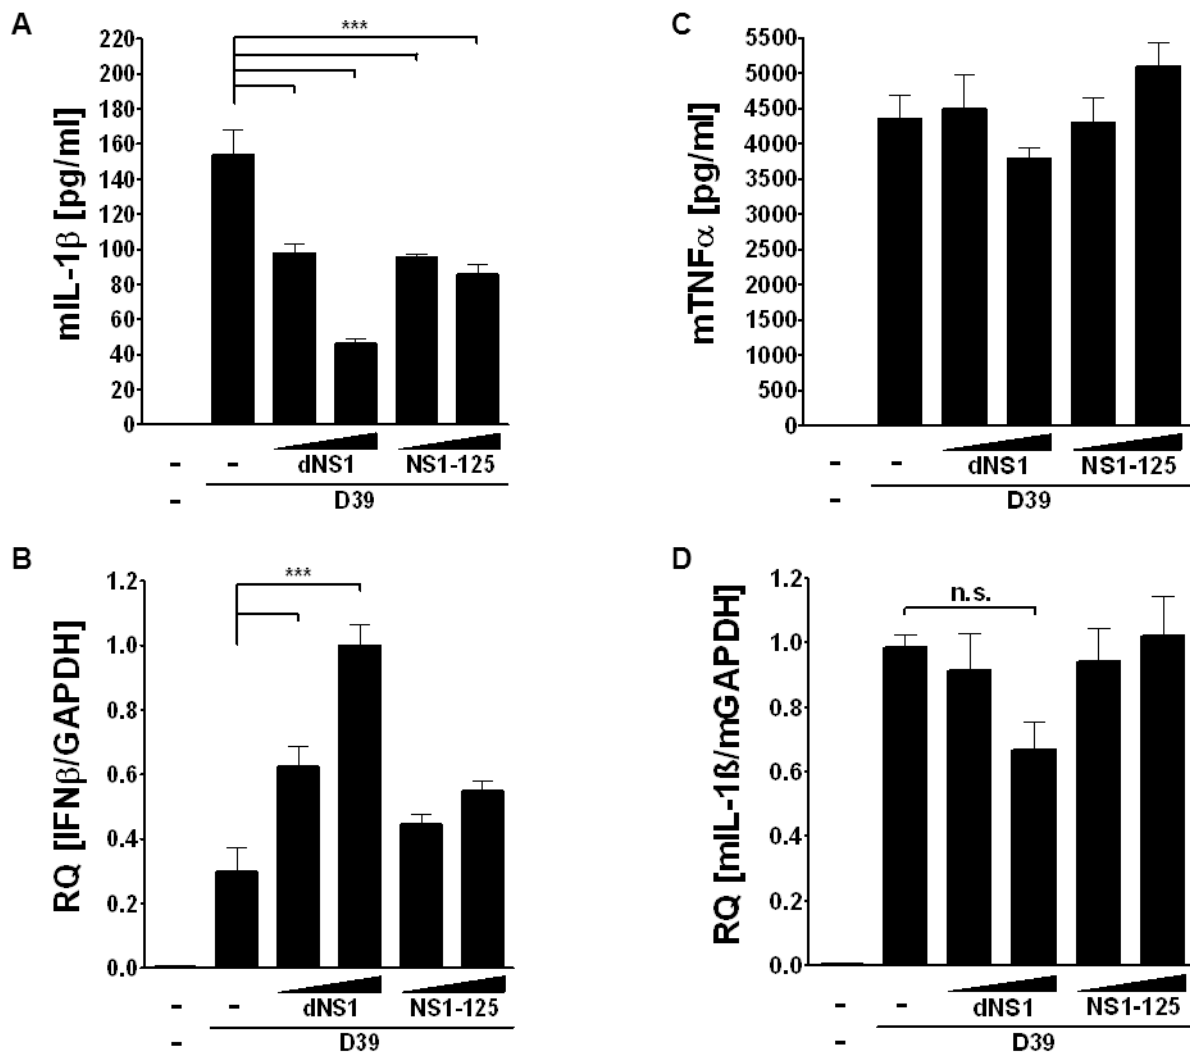 A
mIL-1β [pg/ml]
***
220
200
180
160
140
120
100
80
60
40
20
0
- - dNS1 NS1-125
- D39
C
mTNFα [pg/ml]
5500
5000
4500
4000
3500
3000
2500
2000
1500
1000
500
0
- - dNS1 NS1-125
- D39
B
RQ [IFNβ/GAPDH]
***
1.2
1.0
0.8
0.6
0.4
0.2
0.0
- - dNS1 NS1-125
- D39
D
RQ [mIL-1ß/mGAPDH]
n.s.
1.2
1.0
0.8
0.6
0.4
0.2
0.0
- - dNS1 NS1-125
- D39